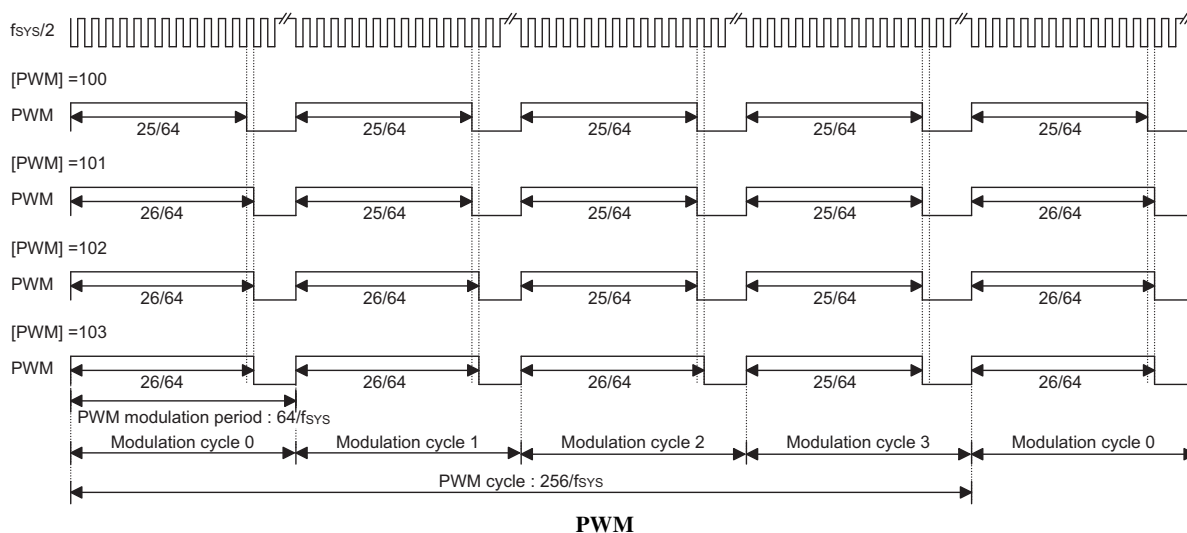 fSYS/2
[PWM] =100
PWM
25/64 25/64 25/64 25/64 25/64
[PWM] =101
PWM
26/64 25/64 25/64 25/64 26/64
[PWM] =102
PWM
26/64 26/64 25/64 25/64 26/64
[PWM] =103
PWM
26/64 26/64 26/64 25/64 26/64
PWM modulation period : 64/fSYS
Modulation cycle 0 Modulation cycle 1 Modulation cycle 2 Modulation cycle 3 Modulation cycle 0
PWM cycle : 256/fSYS
PWM